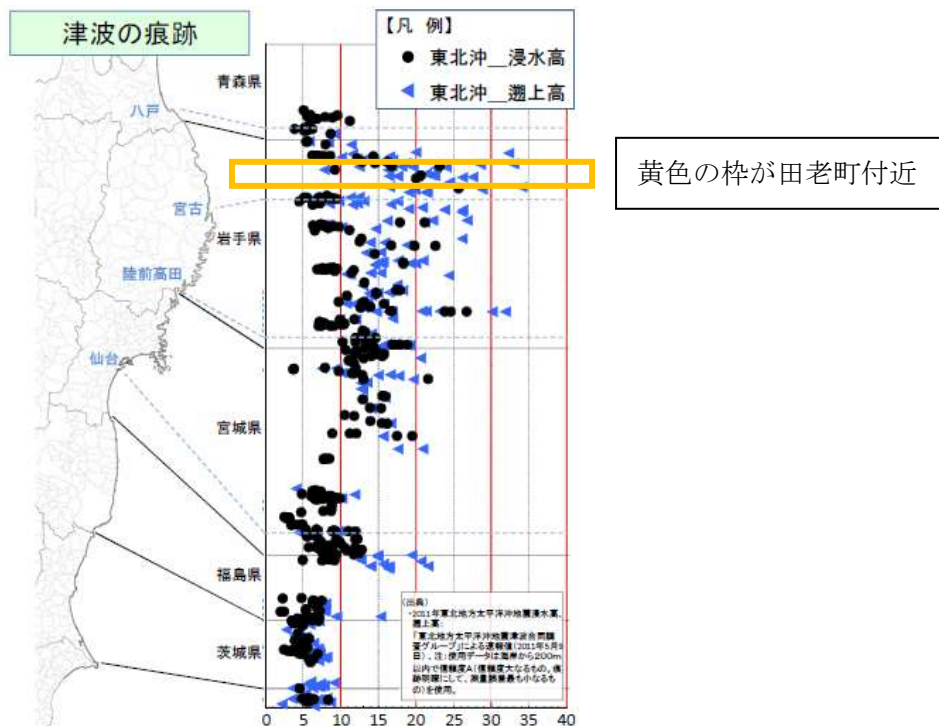 津波の痕跡
【凡 例】
東北沖__浸水高
東北沖__遡上高
青森県
八戸
黄色の枠が田老町付近
宮古
岩手県
陸前高田
仙台
宮城県
福島県
茨城県
(出典)
・2011年東北地方太平洋沖地震浸水高、
遡上高:
「東北地方太平洋沖地震津波合同調
査グループ」による速報値(2011年5月9
日)、注:使用データは海岸から200m
以内で信頼度A(信頼度大なるもの。痕
跡明瞭にして、測量誤差最も小なるも
の)を使用。
0 5 10 15 20 25 30 35 40